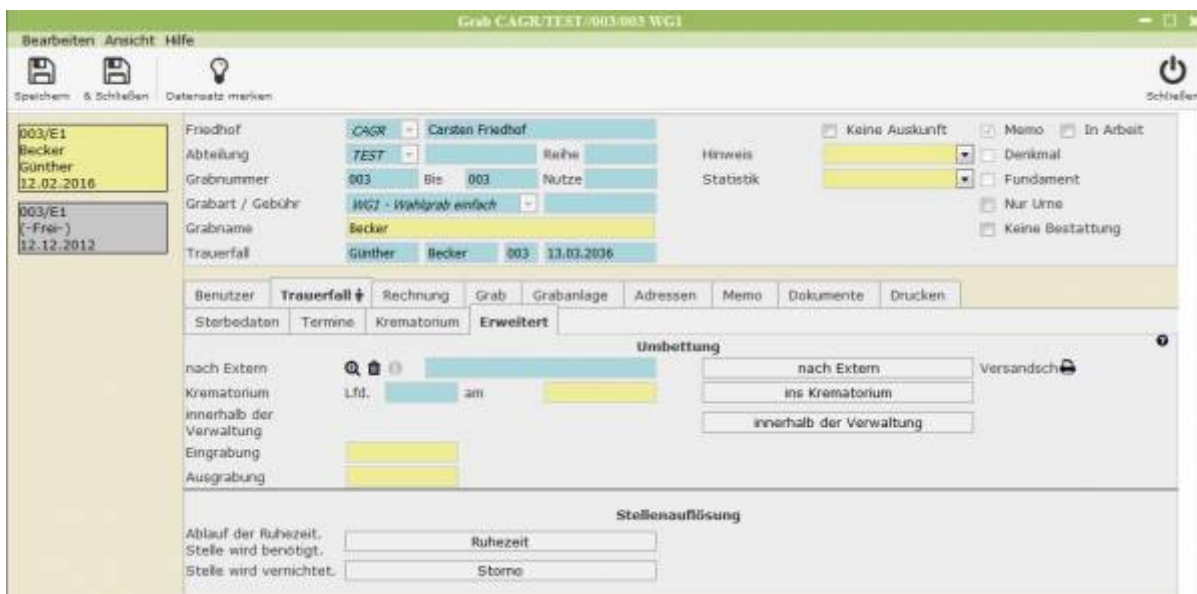 Grab CAGR/TEST//003/003 WG1
Bearbeiten Ansicht Hilfe
Speichern & Schließen Datensatz merken Schließen
003/E1
Becker
Günther
12.02.2016
003/E1
(-Frei-)
12.12.2012
Friedhof CAGR Carsten Friedhof Keine Auskunft Memo In Arbeit
Abteilung TEST Reihe Hinweis Denkmal
Grabnummer 003 Bis 003 Nutze Statistik Fundament
Grabart / Gebühr WG1 - Wahlgrab einfach Nur Urne
Grabname Becker Keine Bestattung
Trauerfall Günther Becker 003 13.03.2036
Benutzer Trauerfall Rechnung Grab Grabanlage Adressen Memo Dokumente Drucken
Sterbedaten Termine Krematorium Erweitert
Umbettung
nach Extern nach Extern Versandsch
Krematorium Lfd. am ins Krematorium
innerhalb der
Verwaltung innerhalb der Verwaltung
Eingrabung
Ausgrabung
Stellenauflösung
Ablauf der Ruhezeit.
Stelle wird benötigt. Ruhezeit
Stelle wird vernichtet. Storno